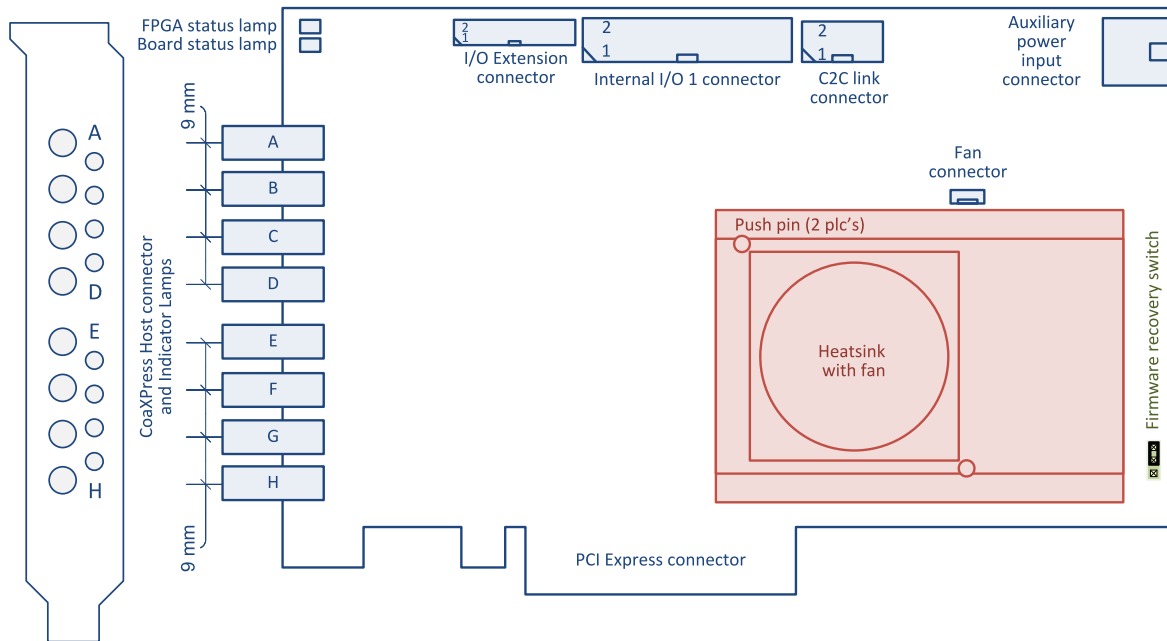 FPGA status lamp
Board status lamp
2
1
I/O Extension
connector
2
1
Internal I/O 1 connector
2
1
C2C link
connector
Auxiliary
power
input
connector
9 mm
A
D
E
H
CoaXPress Host connector
and Indicator Lamps
A
B
C
D
E
F
G
H
9 mm
Fan
connector
Push pin (2 plc's)
Heatsink
with fan
Firmware recovery switch
PCI Express connector